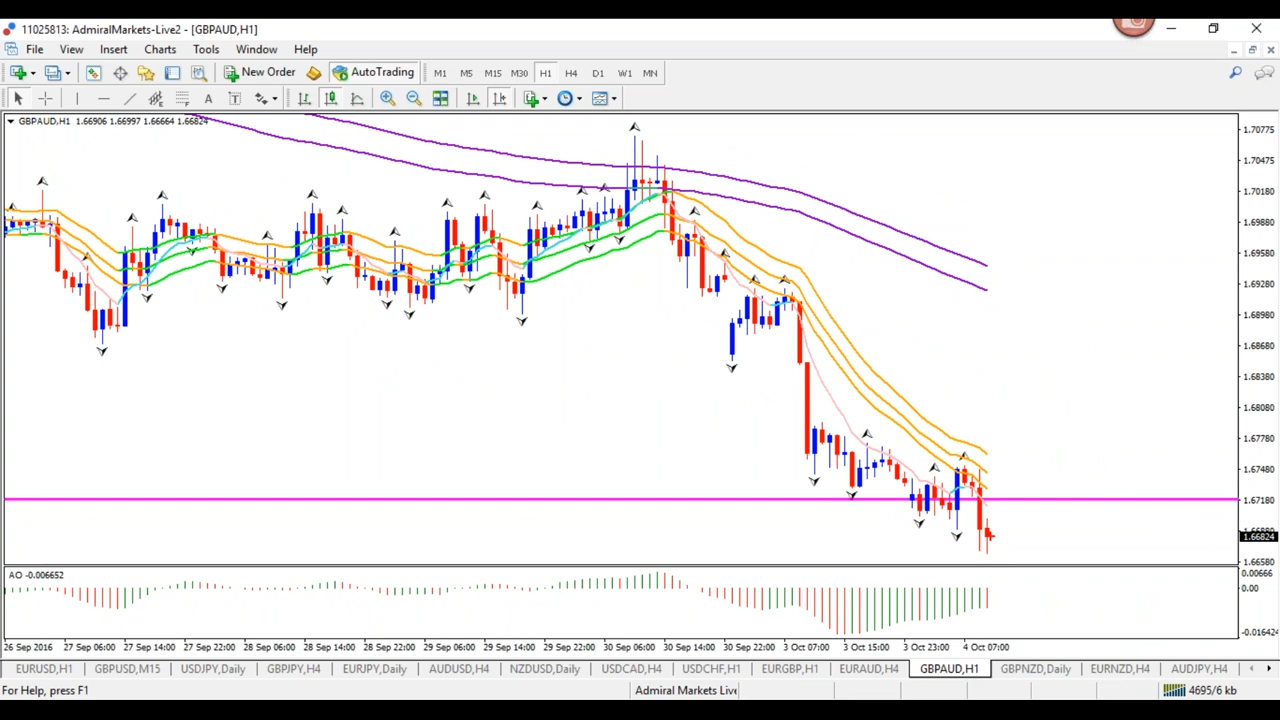 11025813: AdmiralMarkets-Live2 - [GBPAUD,H1]
File View Insert Charts Tools Window Help
New Order AutoTrading M1 M5 M15 M30 H1 H4 D1 W1 MN
A T
GBPAUD,H1 1.66906 1.66997 1.66664 1.66824
1.70775
1.70475
1.70180
1.69880
1.69580
1.69280
1.68980
1.68680
1.68380
1.68080
1.67780
1.67480
1.67180
1.66880
1.66824
1.66580
AO -0.006652
0.00666
0.00
-0.016424
26 Sep 2016 27 Sep 06:00 27 Sep 14:00 27 Sep 22:00 28 Sep 06:00 28 Sep 14:00 28 Sep 22:00 29 Sep 06:00 29 Sep 14:00 29 Sep 22:00 30 Sep 06:00 30 Sep 14:00 30 Sep 22:00 3 Oct 07:00 3 Oct 15:00 3 Oct 23:00 4 Oct 07:00
EURUSD,H1 GBPUSD,M15 USDJPY,Daily GBPJPY,H4 EURJPY,Daily AUDUSD,H4 NZDUSD,Daily USDCAD,H4 USDCHF,H1 EURGBP,H1 EURAUD,H4 GBPAUD,H1 GBPNZD,Daily EURNZD,H4 AUDJPY,H4
For Help, press F1 Admiral Markets Live 4695/6 kb